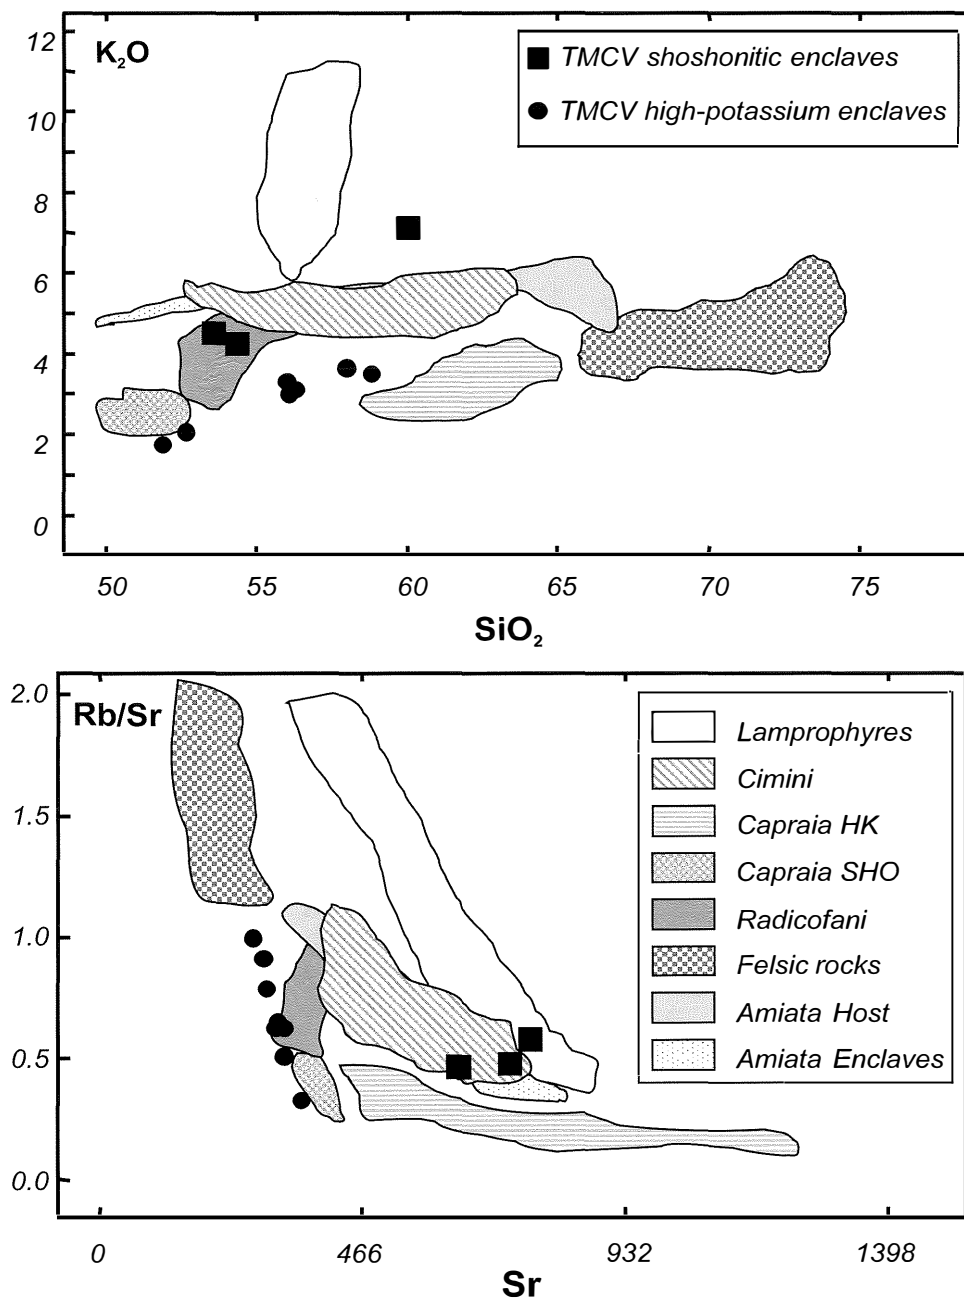 12
K₂O
10
8
6
5
4
3
2
0
TMCV shoshonitic enclaves
TMCV high-potassium enclaves
50 55 60 65 70 75
SiO₂
2.0
Rb/Sr
1.5
1.0
0.5
0.0
Lamprophyres
Cimini
Capraia HK
Capraia SHO
Radicofani
Felsic rocks
Amiata Host
Amiata Enclaves
0 466 932 1398
Sr